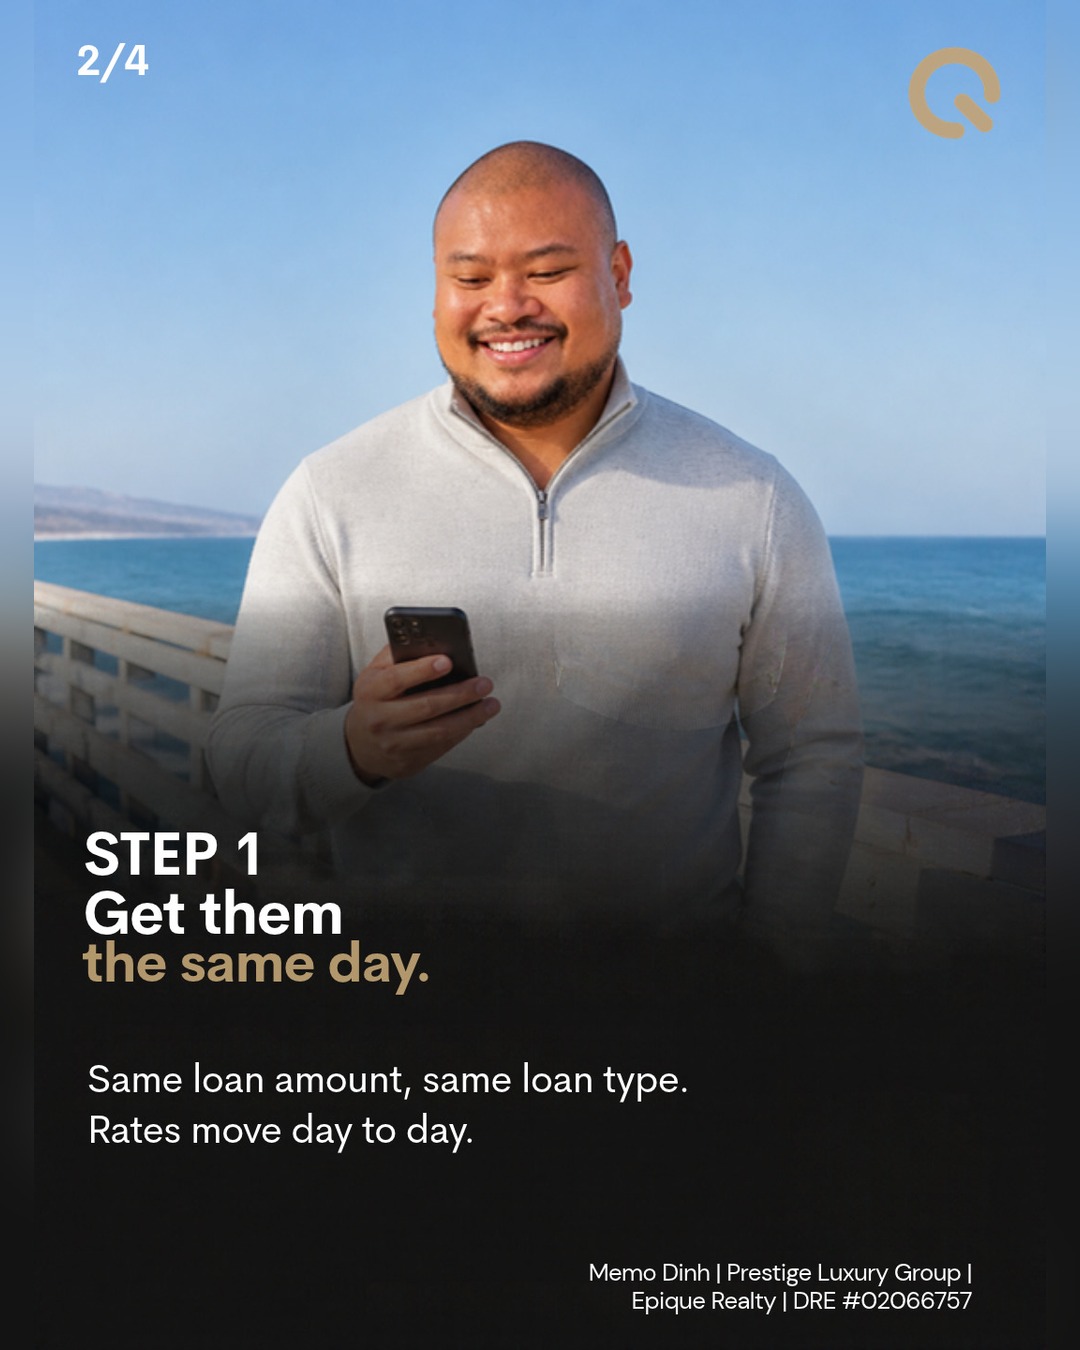 2/4
STEP 1
Get them
the same day.
Same loan amount, same loan type.
Rates move day to day.
Memo Dinh | Prestige Luxury Group |
Epique Realty | DRE #02066757